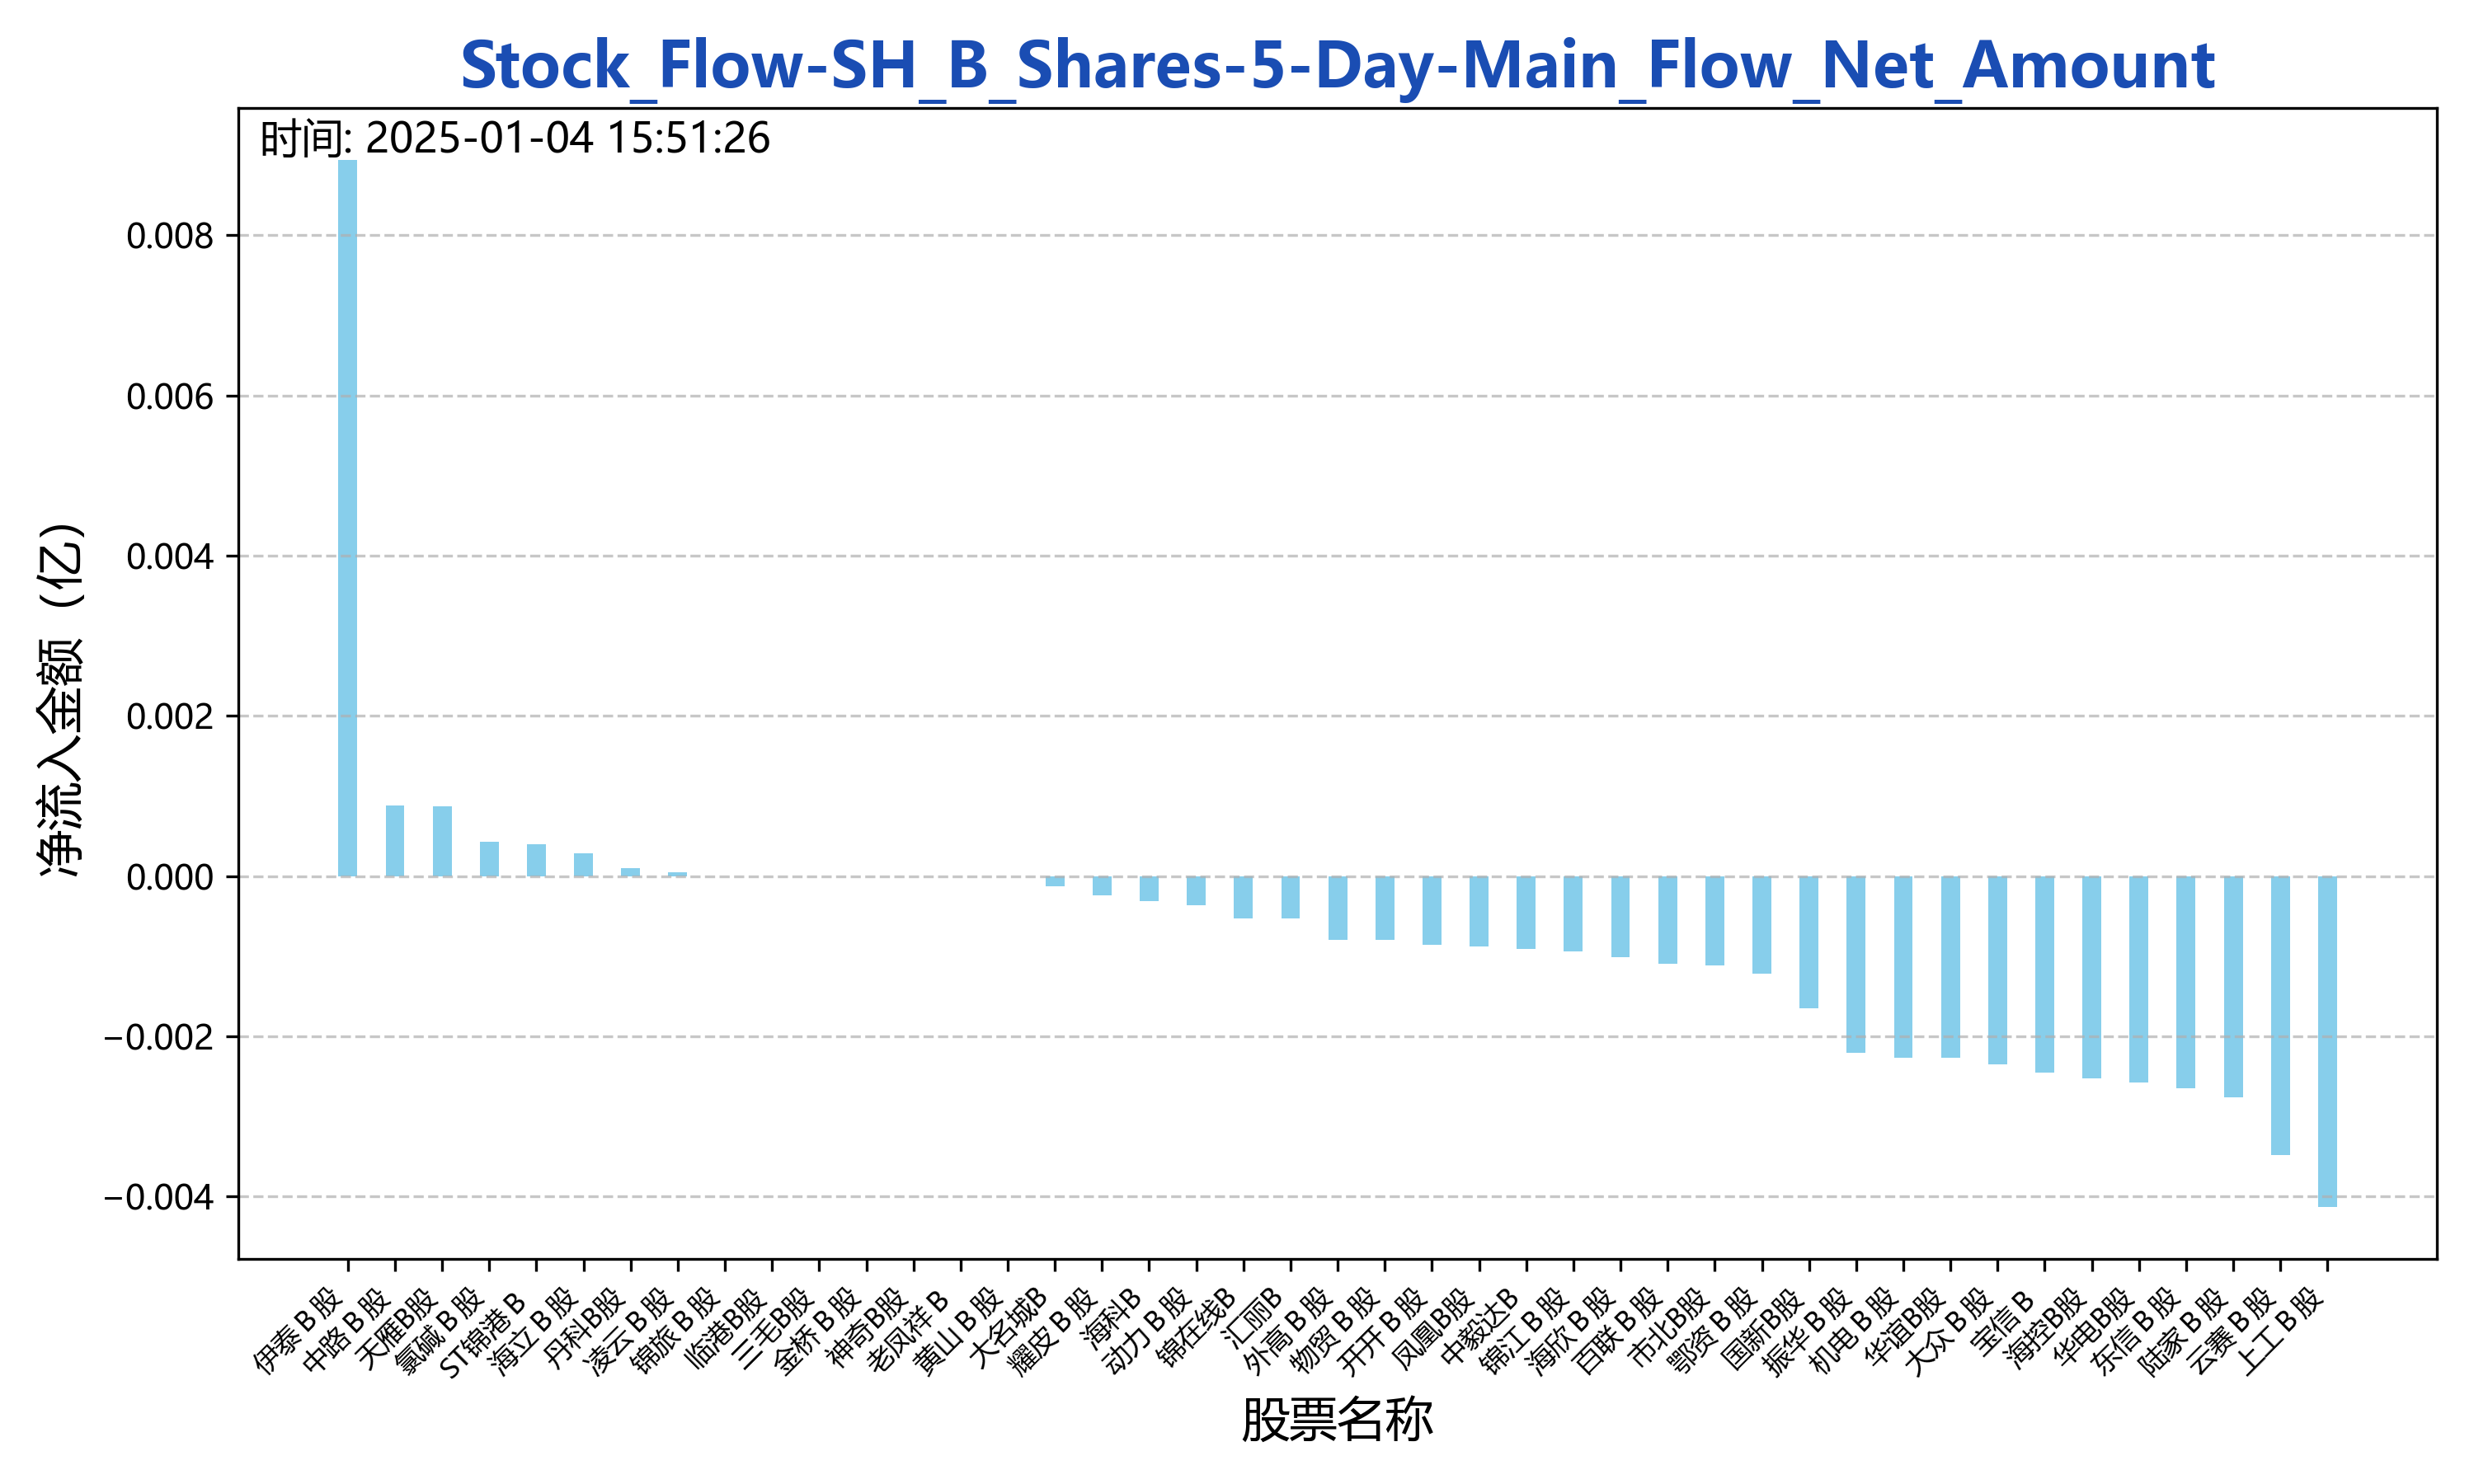 Stock_Flow-SH_B_Shares-5-Day-Main_Flow_Net_Amount
时间: 2025-01-04 15:51:26
净流入金额 (亿)
0.008
0.006
0.004
0.002
0.000
−0.002
−0.004
伊泰Ｂ股
中路Ｂ股
天雁B股
氯碱Ｂ股
ST锦港Ｂ
海立Ｂ股
丹科B股
凌云Ｂ股
锦旅Ｂ股
临港B股
三毛B股
金桥Ｂ股
神奇B股
老凤祥Ｂ
黄山Ｂ股
大名城B
耀皮Ｂ股
海科B
动力Ｂ股
锦在线B
汇丽B
外高Ｂ股
物贸Ｂ股
开开Ｂ股
凤凰B股
中毅达B
锦江Ｂ股
海欣Ｂ股
百联Ｂ股
市北B股
鄂资Ｂ股
国新B股
振华Ｂ股
机电Ｂ股
华谊B股
大众Ｂ股
宝信Ｂ
海控B股
华电B股
东信Ｂ股
陆家Ｂ股
云赛Ｂ股
上工Ｂ股
股票名称